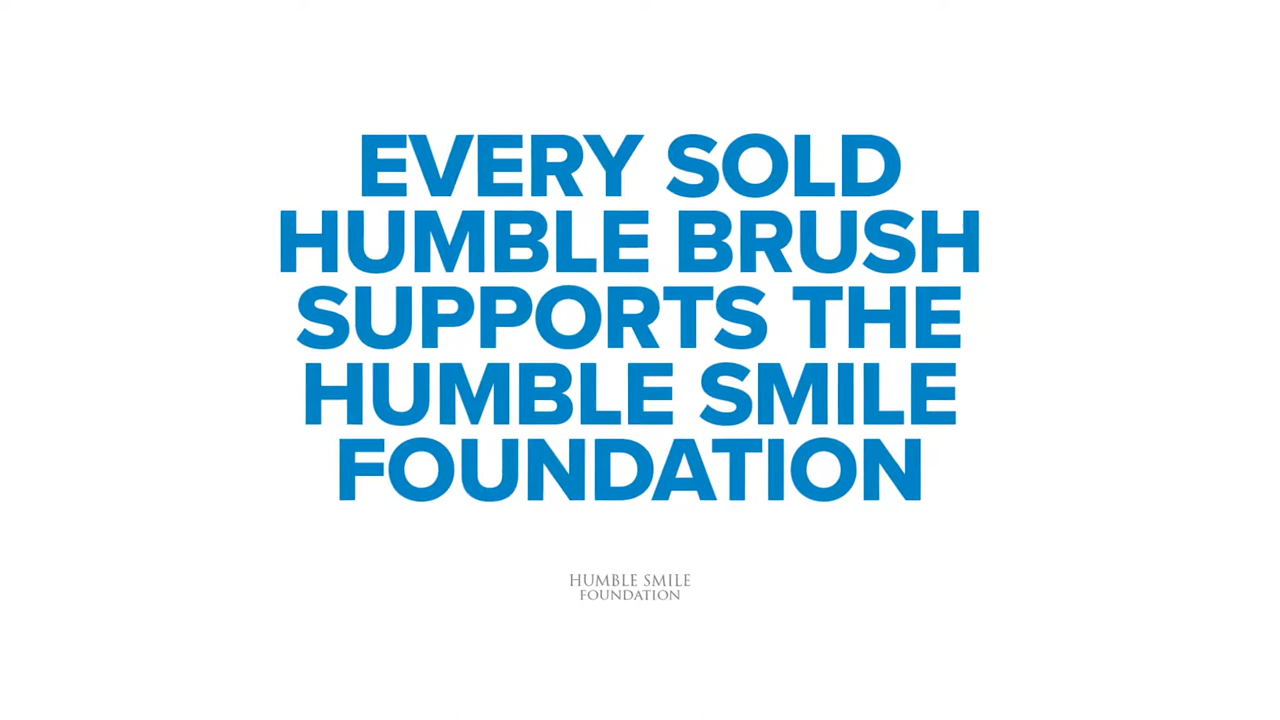 EVERY SOLD
HUMBLE BRUSH
SUPPORTS THE
HUMBLE SMILE
FOUNDATION
HUMBLE SMILE
FOUNDATION